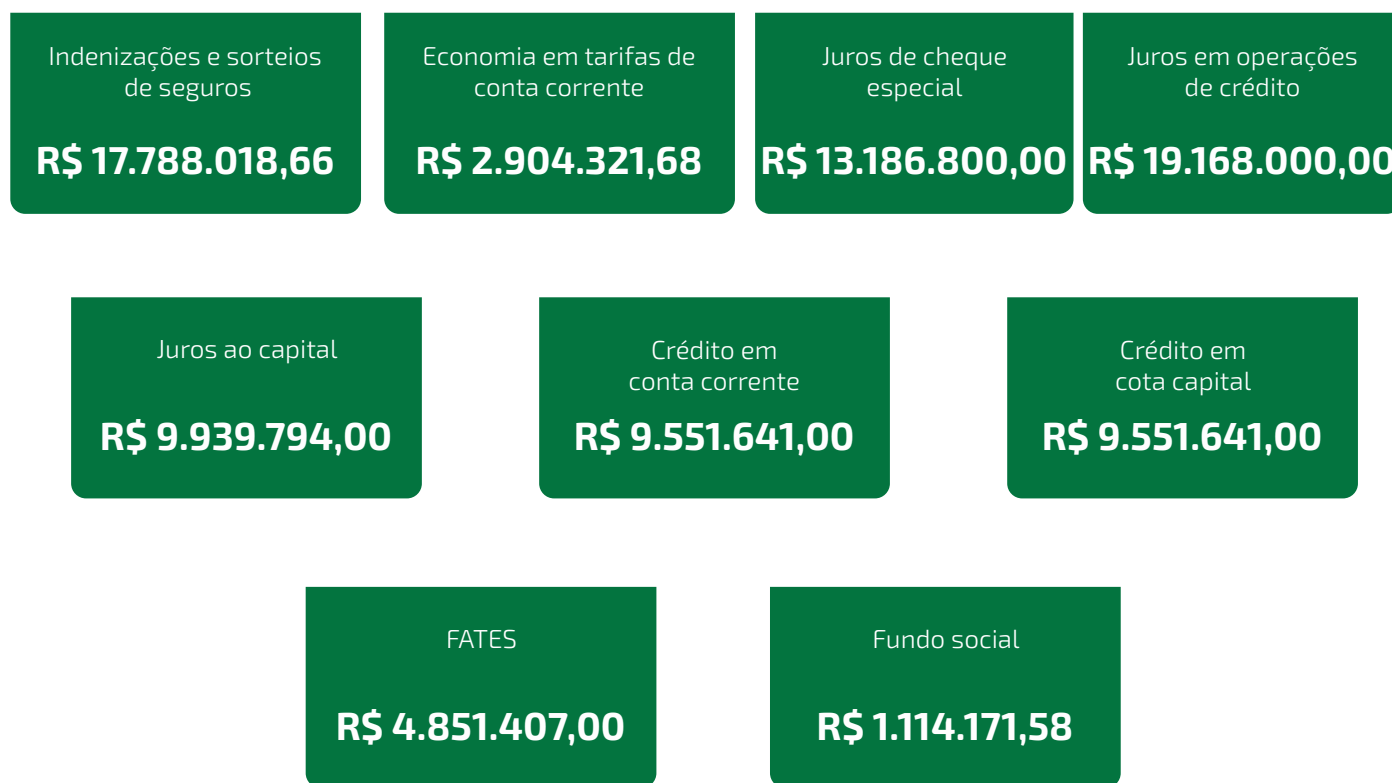 Indenizações e sorteios
de seguros
R$ 17.788.018,66
Economia em tarifas de
conta corrente
R$ 2.904.321,68
Juros de cheque
especial
R$ 13.186.800,00
Juros em operações
de crédito
R$ 19.168.000,00
Juros ao capital
R$ 9.939.794,00
Crédito em
conta corrente
R$ 9.551.641,00
Crédito em
cota capital
R$ 9.551.641,00
FATES
R$ 4.851.407,00
Fundo social
R$ 1.114.171,58